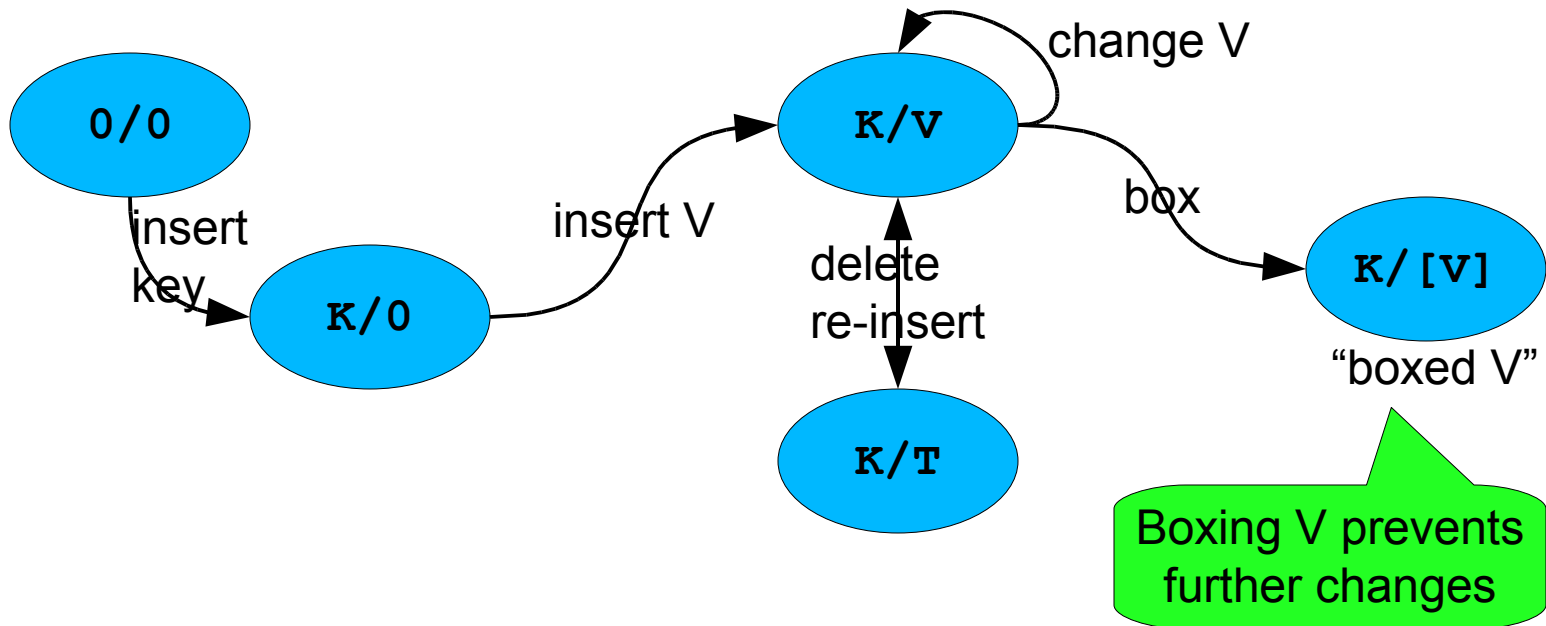 change V
0/0
K/V
insert
key
insert V
box
delete
re-insert
K/[V]
K/0
“boxed V”
K/T
Boxing V prevents
further changes